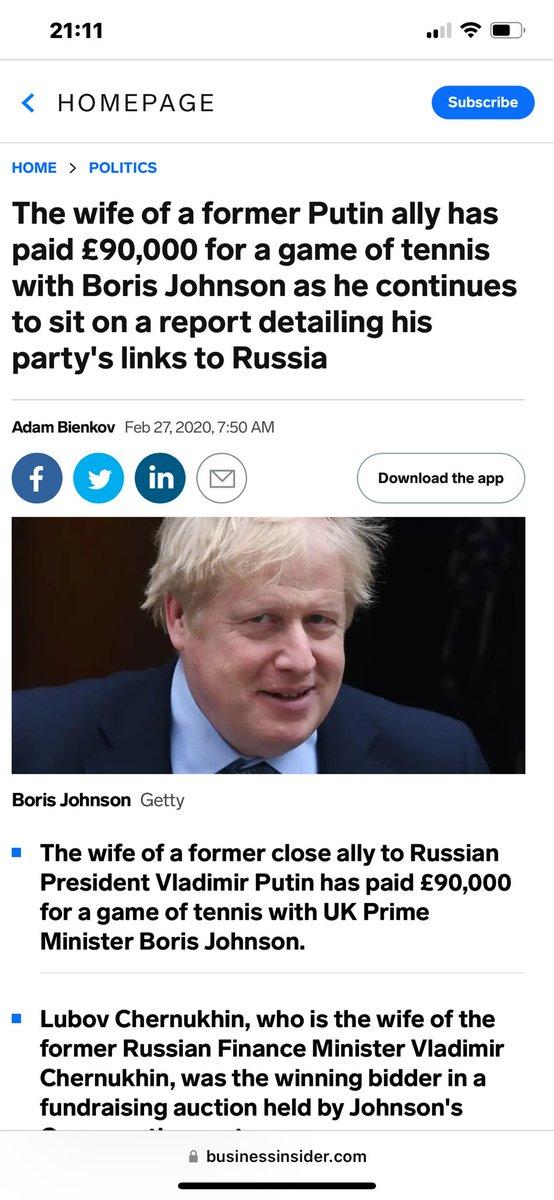 21:11
HOMEPAGE
Subscribe
HOME > POLITICS
The wife of a former Putin ally has
paid £90,000 for a game of tennis
with Boris Johnson as he continues
to sit on a report detailing his
party's links to Russia
Adam Bienkov Feb 27, 2020, 7:50 AM
Download the app
Boris Johnson Getty
The wife of a former close ally to Russian
President Vladimir Putin has paid £90,000
for a game of tennis with UK Prime
Minister Boris Johnson.
Lubov Chernukhin, who is the wife of the
former Russian Finance Minister Vladimir
Chernukhin, was the winning bidder in a
fundraising auction held by Johnson's
businessinsider.com